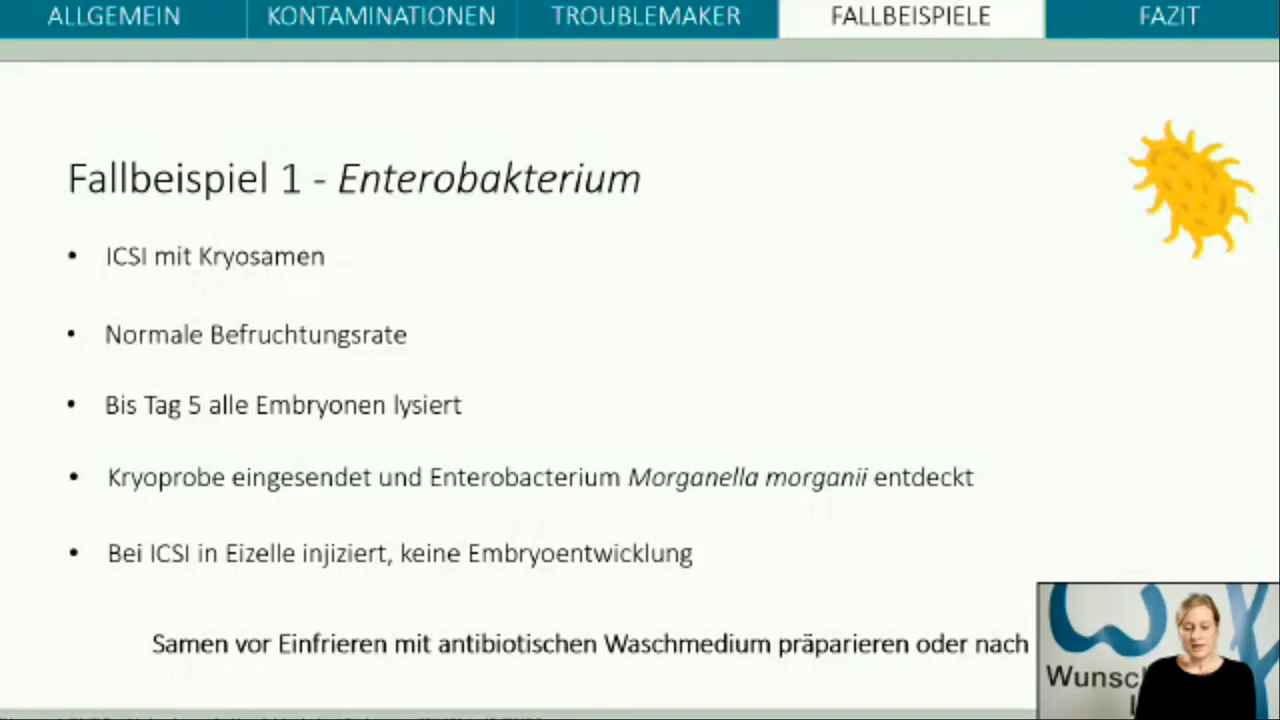 ALLGEMEIN KONTAMINATIONEN TROUBLEMAKER FALLBEISPIELE FAZIT
Fallbeispiel 1 - Enterobakterium
• ICSI mit Kryosamen
• Normale Befruchtungsrate
• Bis Tag 5 alle Embryonen lysiert
• Kryoprobe eingesendet und Enterobacterium Morganella morganii entdeckt
• Bei ICSI in Eizelle injiziert, keine Embryoentwicklung
Samen vor Einfrieren mit antibiotischen Waschmedium präparieren oder nach